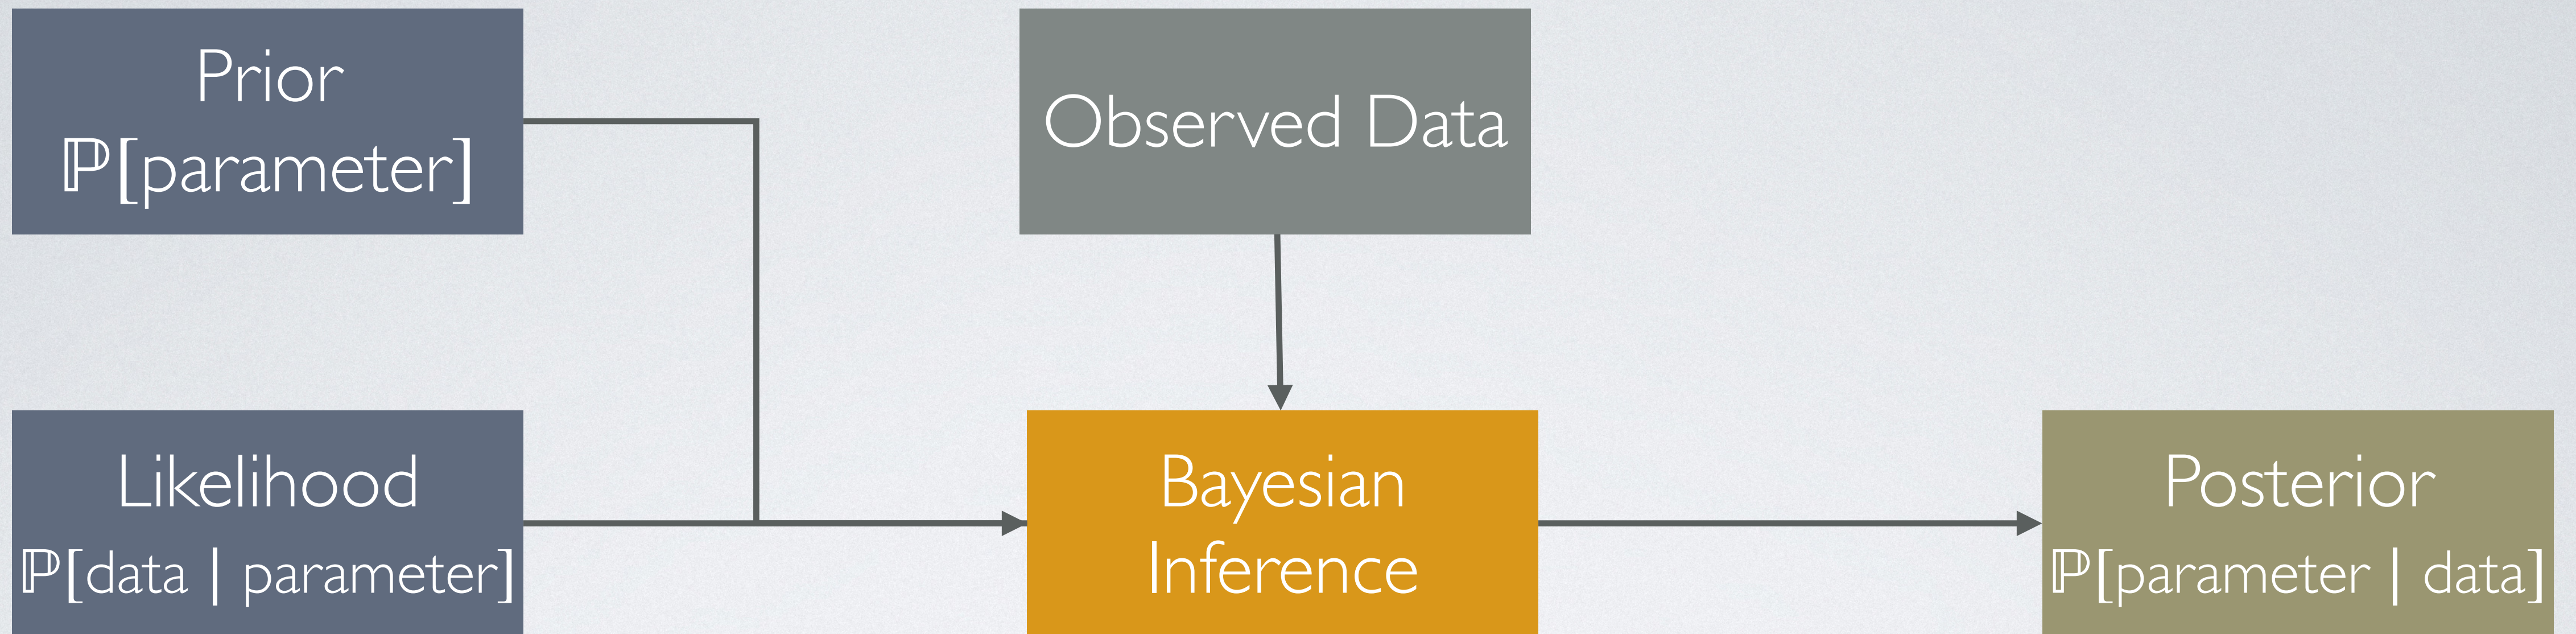 Prior
ℙ[parameter]
Observed Data
Likelihood
ℙ[data | parameter]
Bayesian
Inference
Posterior
ℙ[parameter | data]